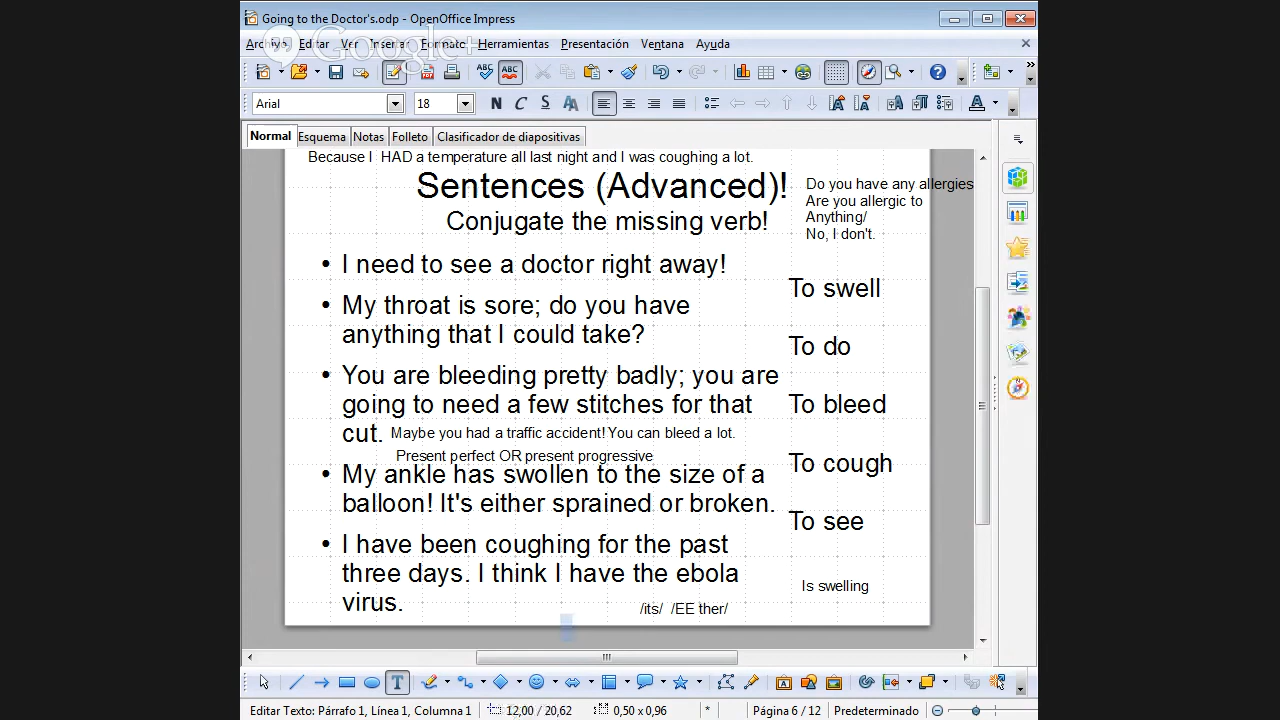 Going to the Doctor's.odp - OpenOffice Impress
Archivo Editar Ver Insertar Formato Herramientas Presentación Ventana Ayuda
Google+
Arial 18 N C S
Normal Esquema Notas Folleto Clasificador de diapositivas
Because I HAD a temperature all last night and I was coughing a lot.
Sentences (Advanced)!
Conjugate the missing verb!
Do you have any allergies
Are you allergic to
Anything/
No, I don't.
• I need to see a doctor right away!
• My throat is sore; do you have
anything that I could take?
• You are bleeding pretty badly; you are
going to need a few stitches for that
cut.
Maybe you had a traffic accident! You can bleed a lot.
Present perfect OR present progressive
• My ankle has swollen to the size of a
balloon! It's either sprained or broken.
• I have been coughing for the past
three days. I think I have the ebola
virus.
/its/ /EE ther/
To swell
To do
To bleed
To cough
To see
Is swelling
Editar Texto: Párrafo 1, Línea 1, Columna 1 12,00 / 20,62 0,50 x 0,96 * Página 6 / 12 Predeterminado